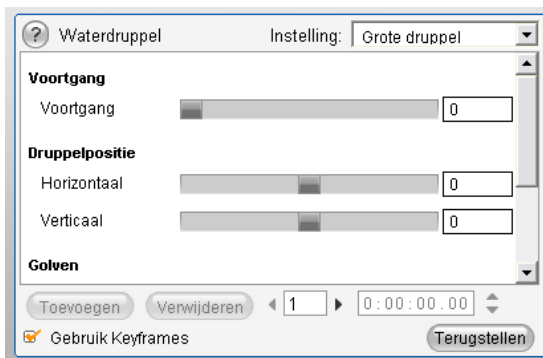 ? Waterdruppel Instelling: Grote druppel
Voortgang
Voortgang 0
Druppelpositie
Horizontaal 0
Verticaal 0
Golven
Toevoegen Verwijderen 1 0:00:00.00
Gebruik Keyframes Terugstellen